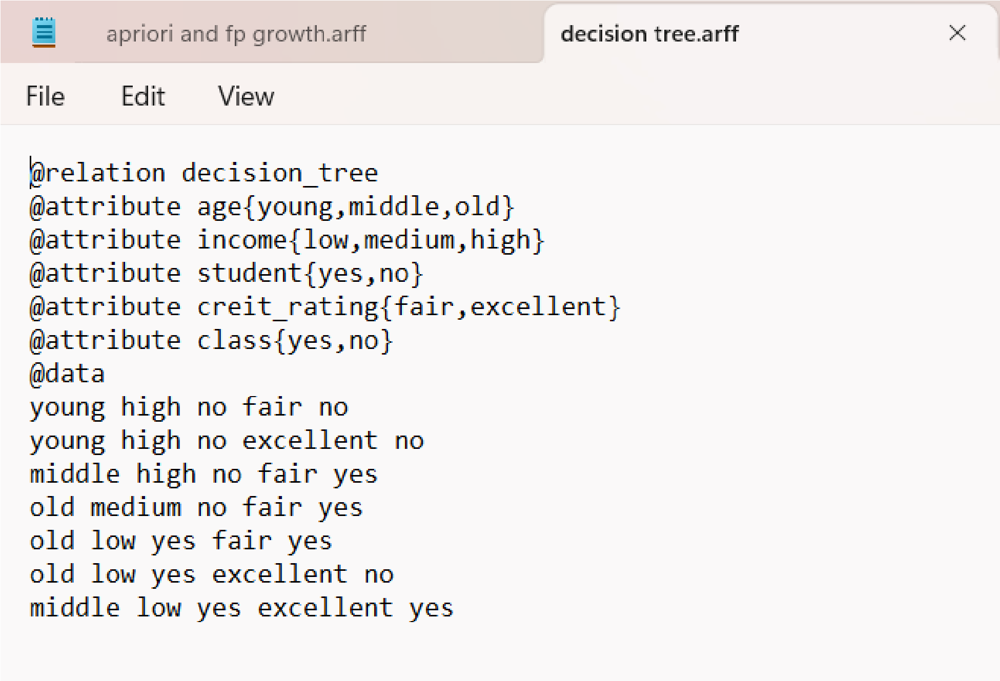 apriori and fp growth.arff
decision tree.arff
File Edit View
@relation decision_tree
@attribute age{young,middle,old}
@attribute income{low,medium,high}
@attribute student{yes,no}
@attribute creit_rating{fair,excellent}
@attribute class{yes,no}
@data
young high no fair no
young high no excellent no
middle high no fair yes
old medium no fair yes
old low yes fair yes
old low yes excellent no
middle low yes excellent yes